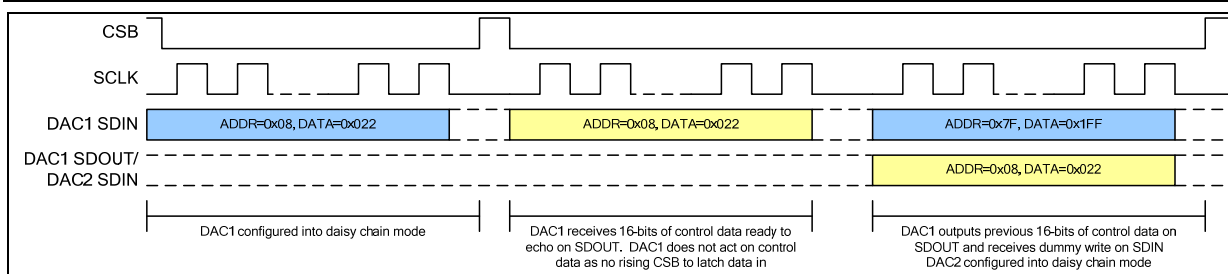 CSB
SCLK
DAC1 SDIN
ADDR=0x08, DATA=0x022
ADDR=0x08, DATA=0x022
ADDR=0x7F, DATA=0x1FF
DAC1 SDOUT/
DAC2 SDIN
ADDR=0x08, DATA=0x022
DAC1 configured into daisy chain mode
DAC1 receives 16-bits of control data ready to
echo on SDOUT. DAC1 does not act on control
data as no rising CSB to latch data in
DAC1 outputs previous 16-bits of control data on
SDOUT and receives dummy write on SDIN
DAC2 configured into daisy chain mode